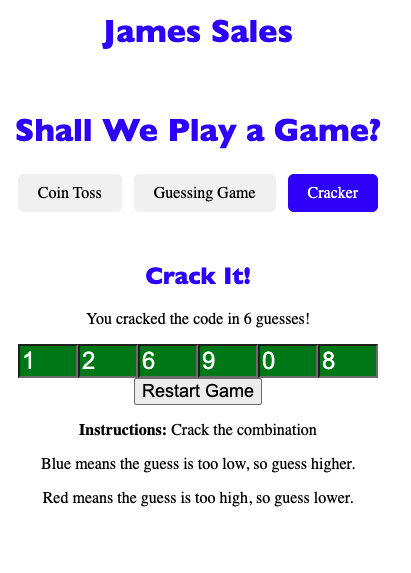 James Sales
Shall We Play a Game?
Coin Toss Guessing Game Cracker
Crack It!
You cracked the code in 6 guesses!
1 2 6 9 0 8
Restart Game
Instructions: Crack the combination
Blue means the guess is too low, so guess higher.
Red means the guess is too high, so guess lower.